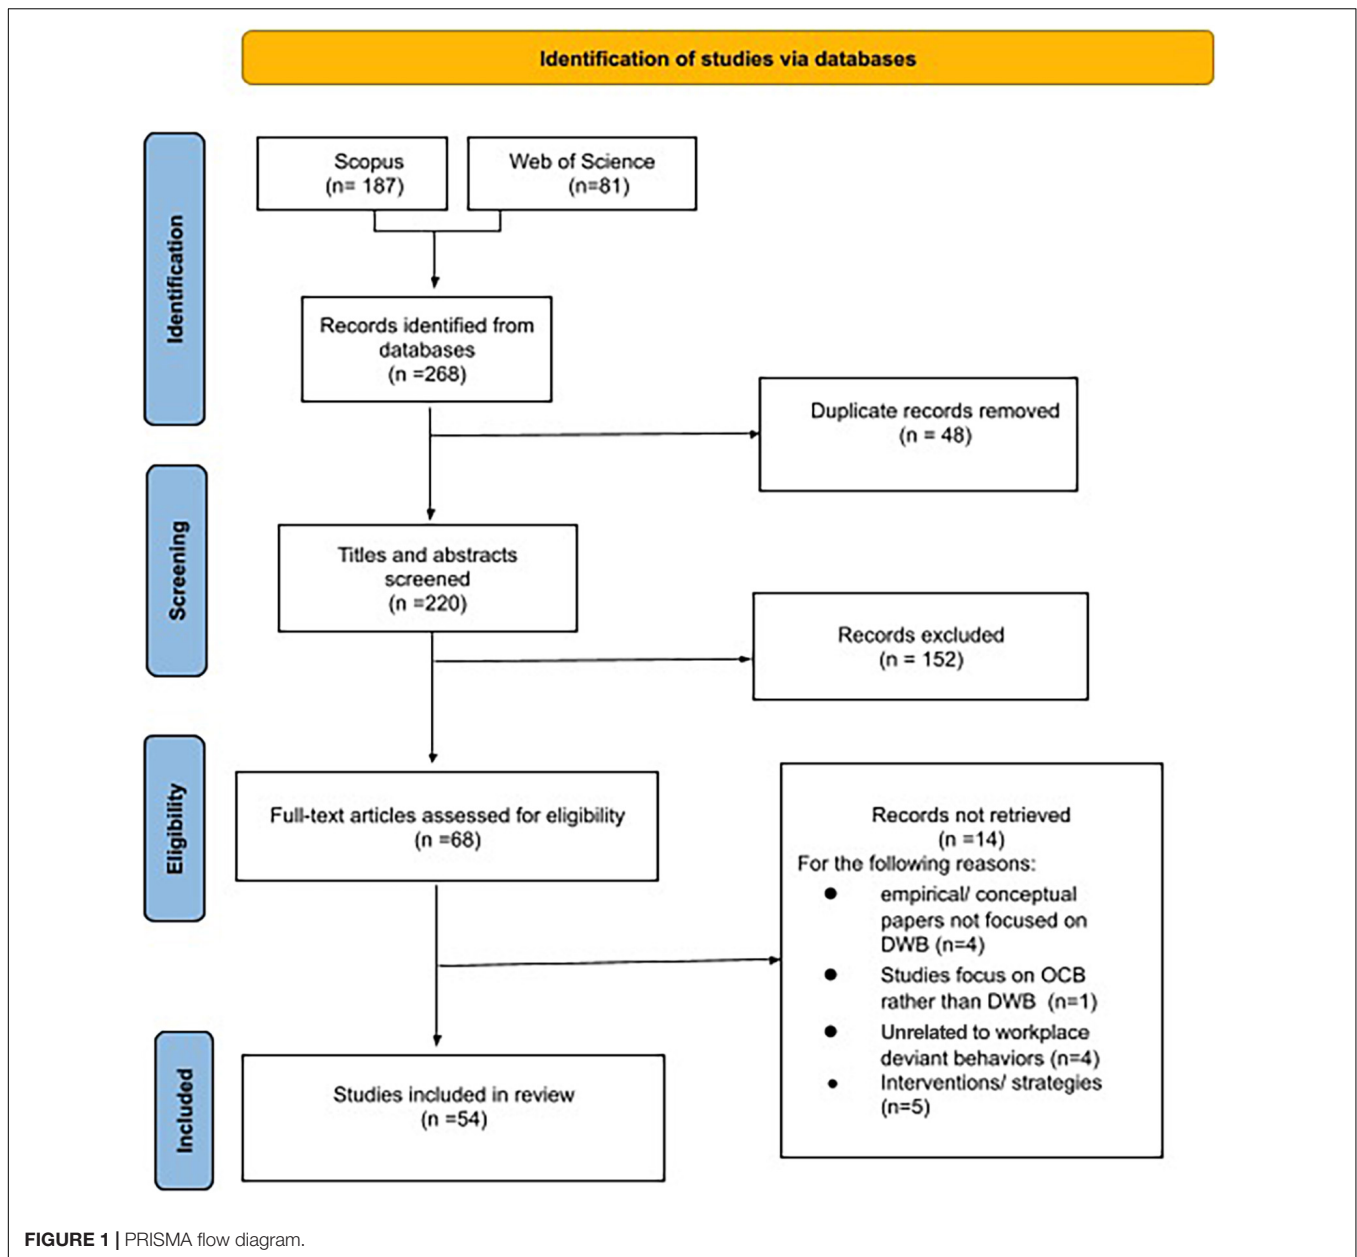 Identification of studies via databases
Identification
Scopus
(n= 187)
Web of Science
(n=81)
Records identified from
databases
(n =268)
Duplicate records removed
(n = 48)
Screening
Titles and abstracts
screened
(n =220)
Records excluded
(n = 152)
Eligibility
Full-text articles assessed for eligibility
(n =68)
Records not retrieved
(n =14)
For the following reasons:
● empirical/ conceptual
papers not focused on
DWB (n=4)
● Studies focus on OCB
rather than DWB (n=1)
● Unrelated to workplace
deviant behaviors (n=4)
● Interventions/ strategies
(n=5)
Included
Studies included in review
(n =54)
FIGURE 1 | PRISMA flow diagram.